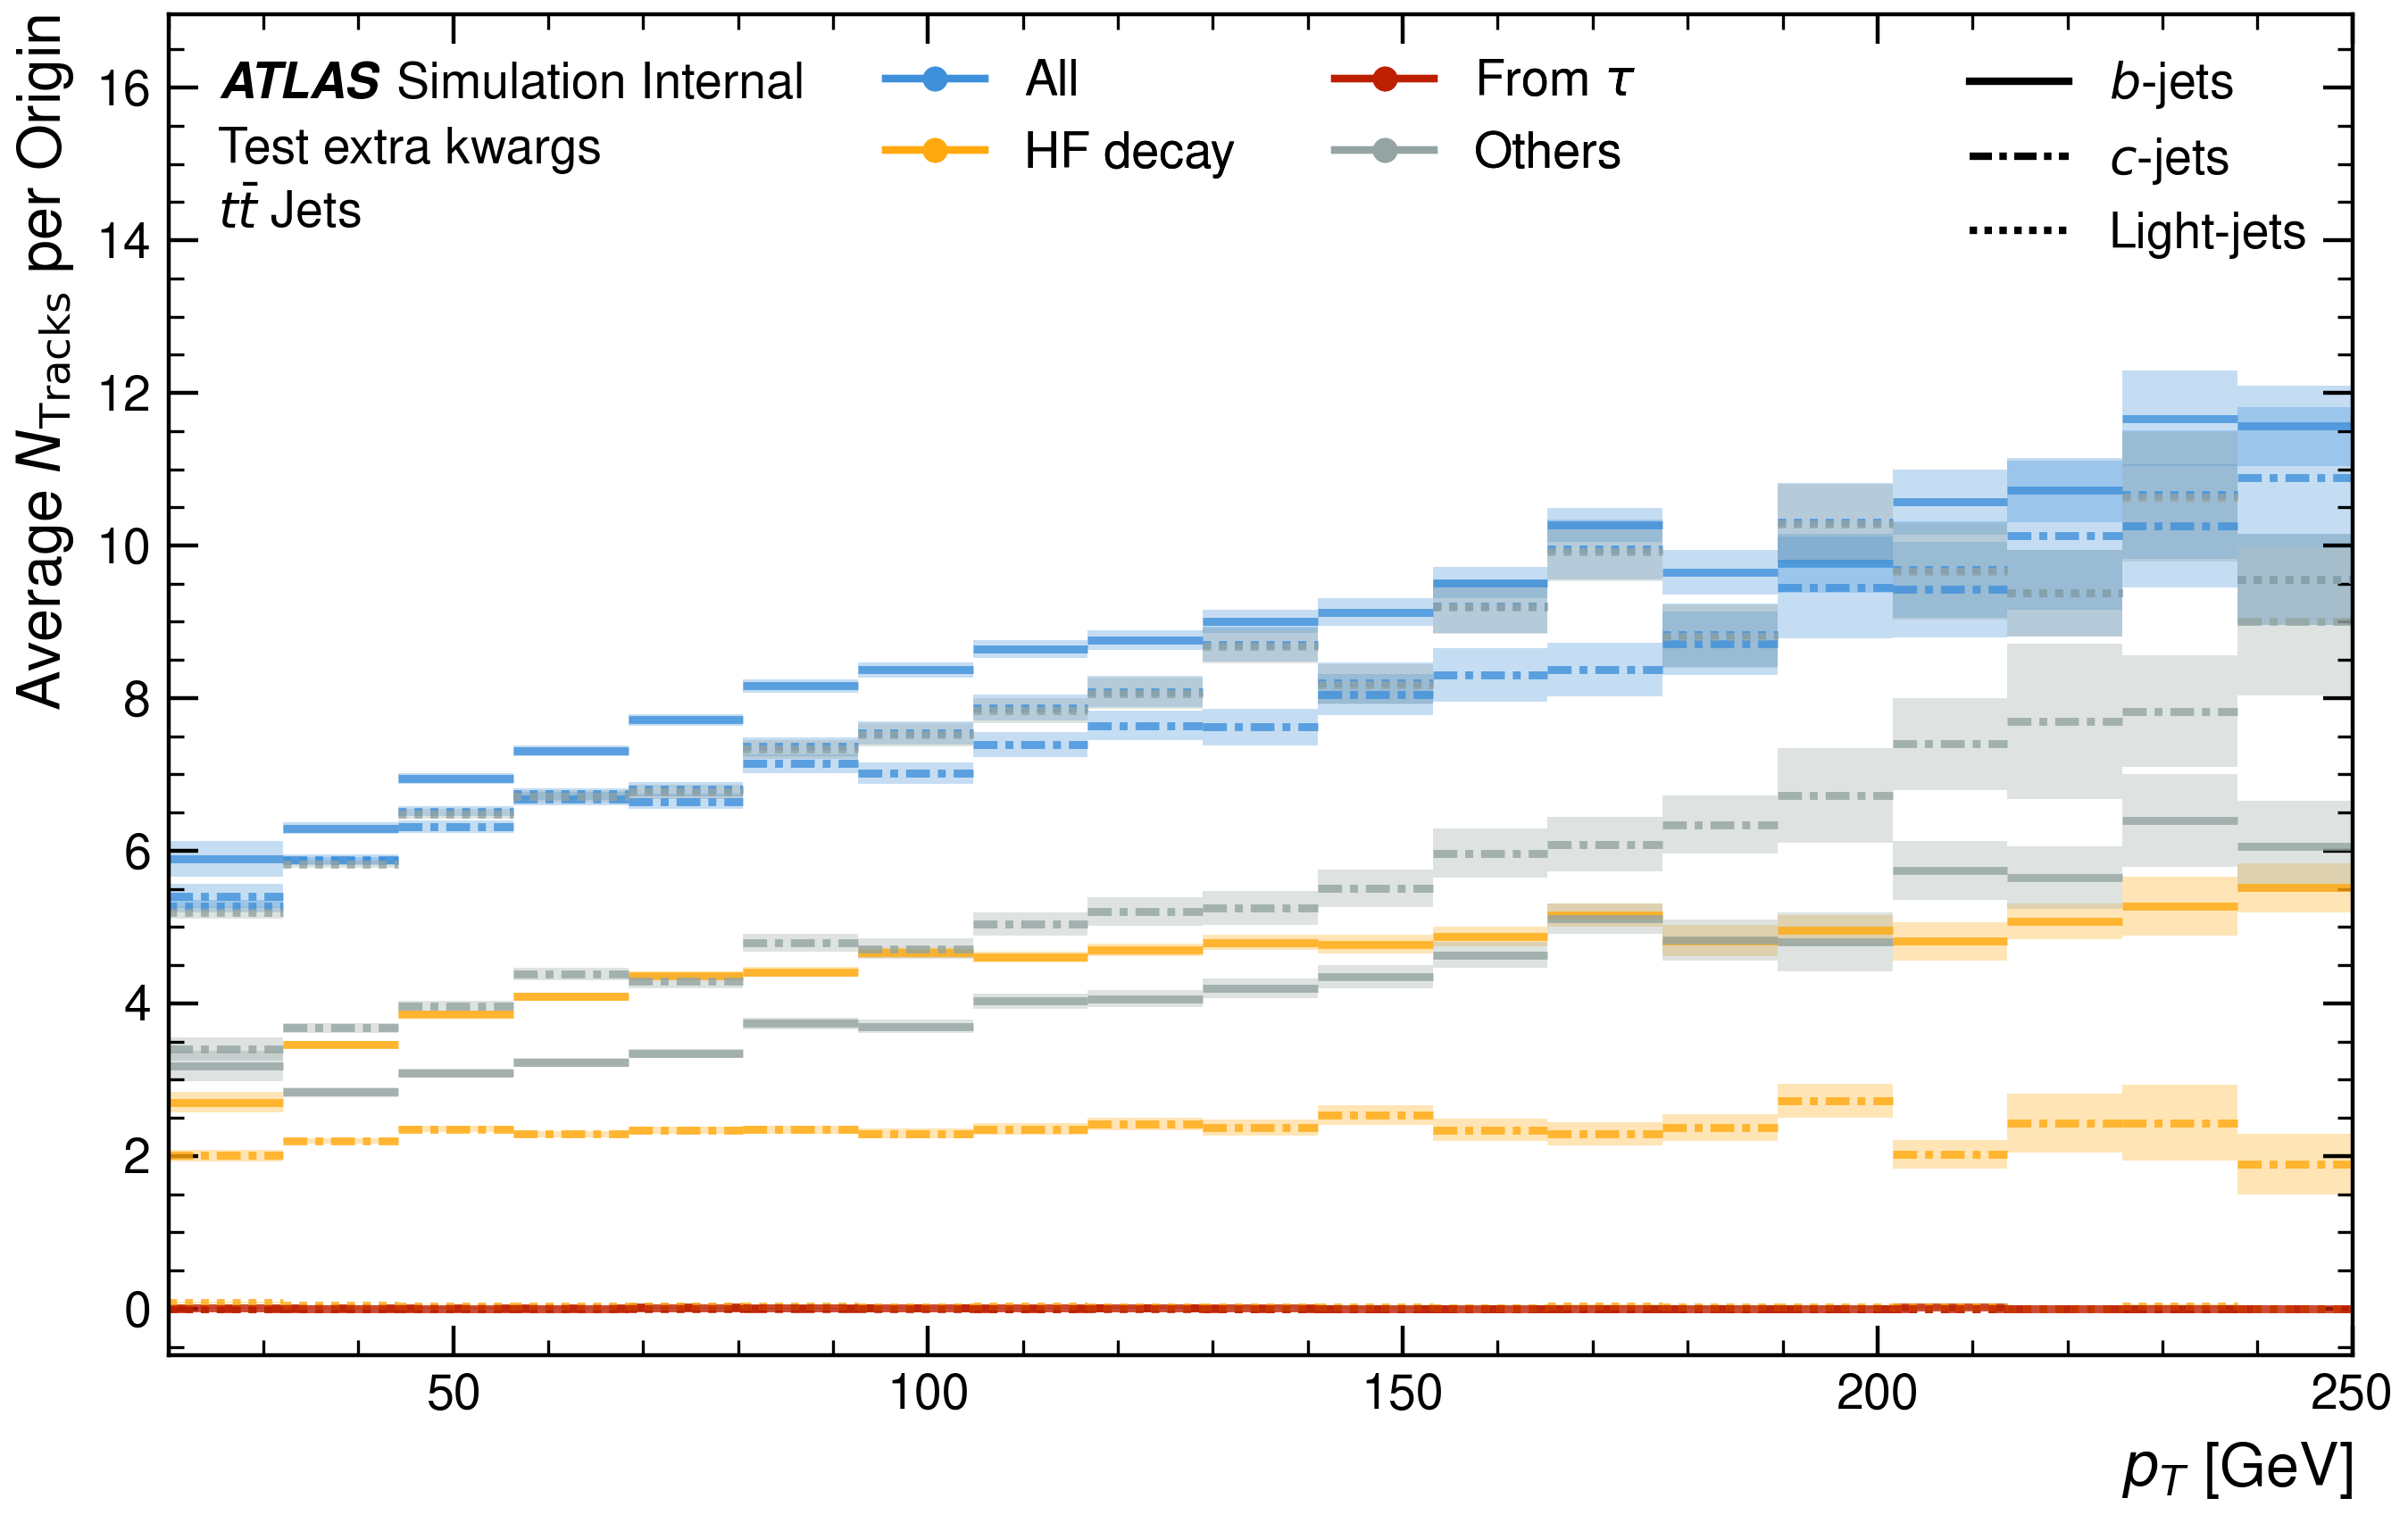 Average N_Tracks per Origin
16
14
12
10
8
6
4
2
0
ATLAS Simulation Internal
Test extra kwargs
tt̄ Jets
All
HF decay
From τ
Others
b-jets
c-jets
Light-jets
50 100 150 200 250
p_T [GeV]